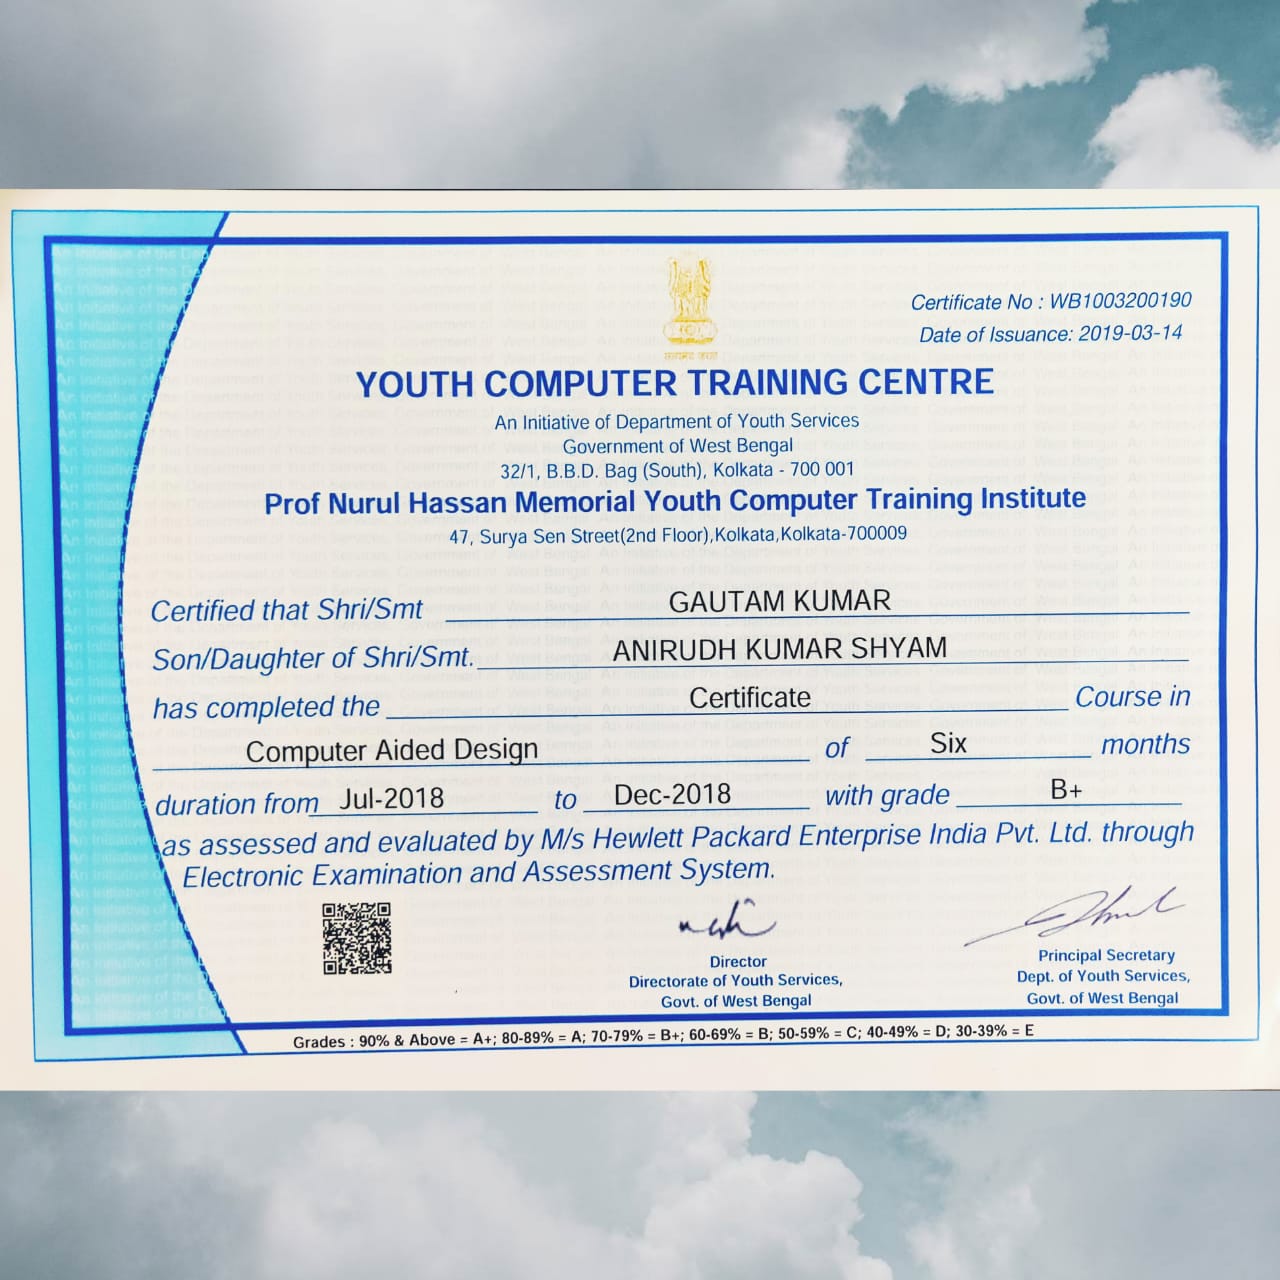 सत्यमेव जयते
Certificate No : WB1003200190
Date of Issuance: 2019-03-14
YOUTH COMPUTER TRAINING CENTRE
An Initiative of Department of Youth Services
Government of West Bengal
32/1, B.B.D. Bag (South), Kolkata - 700 001
Prof Nurul Hassan Memorial Youth Computer Training Institute
47, Surya Sen Street(2nd Floor),Kolkata,Kolkata-700009
Certified that Shri/Smt GAUTAM KUMAR
Son/Daughter of Shri/Smt. ANIRUDH KUMAR SHYAM
has completed the Certificate Course in
Computer Aided Design of Six months
duration from Jul-2018 to Dec-2018 with grade B+
as assessed and evaluated by M/s Hewlett Packard Enterprise India Pvt. Ltd. through
Electronic Examination and Assessment System.
Director
Directorate of Youth Services,
Govt. of West Bengal
Principal Secretary
Dept. of Youth Services,
Govt. of West Bengal
Grades : 90% & Above = A+; 80-89% = A; 70-79% = B+; 60-69% = B; 50-59% = C; 40-49% = D; 30-39% = E